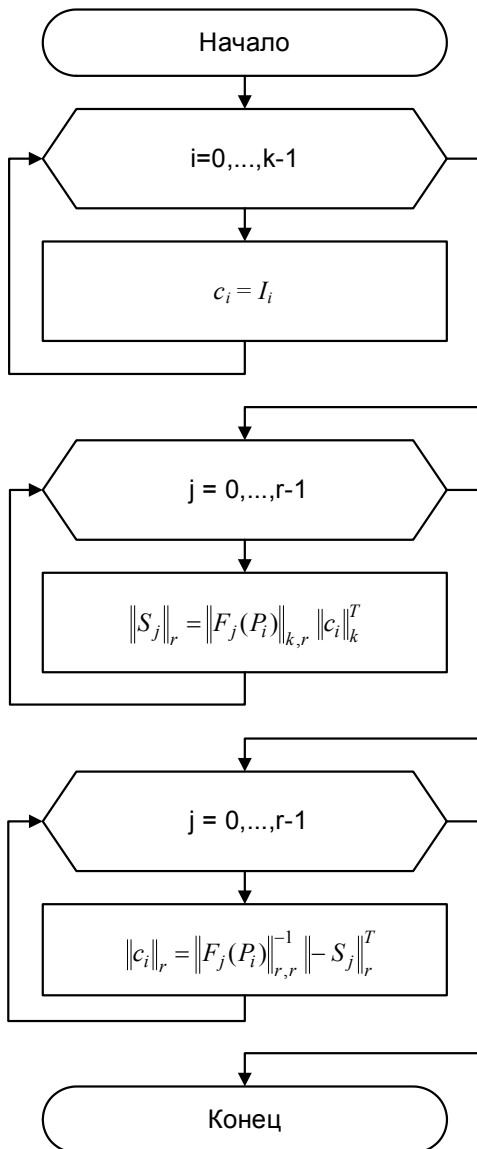 Начало
i=0,...,k-1
c_i = I_i
j = 0,...,r-1
‖S_j‖_r = ‖F_j(P_i)‖_{k,r} ‖c_i‖_k^T
j = 0,...,r-1
‖c_i‖_r = ‖F_j(P_i)‖_{r,r}^{-1} ‖− S_j‖_r^T
Конец